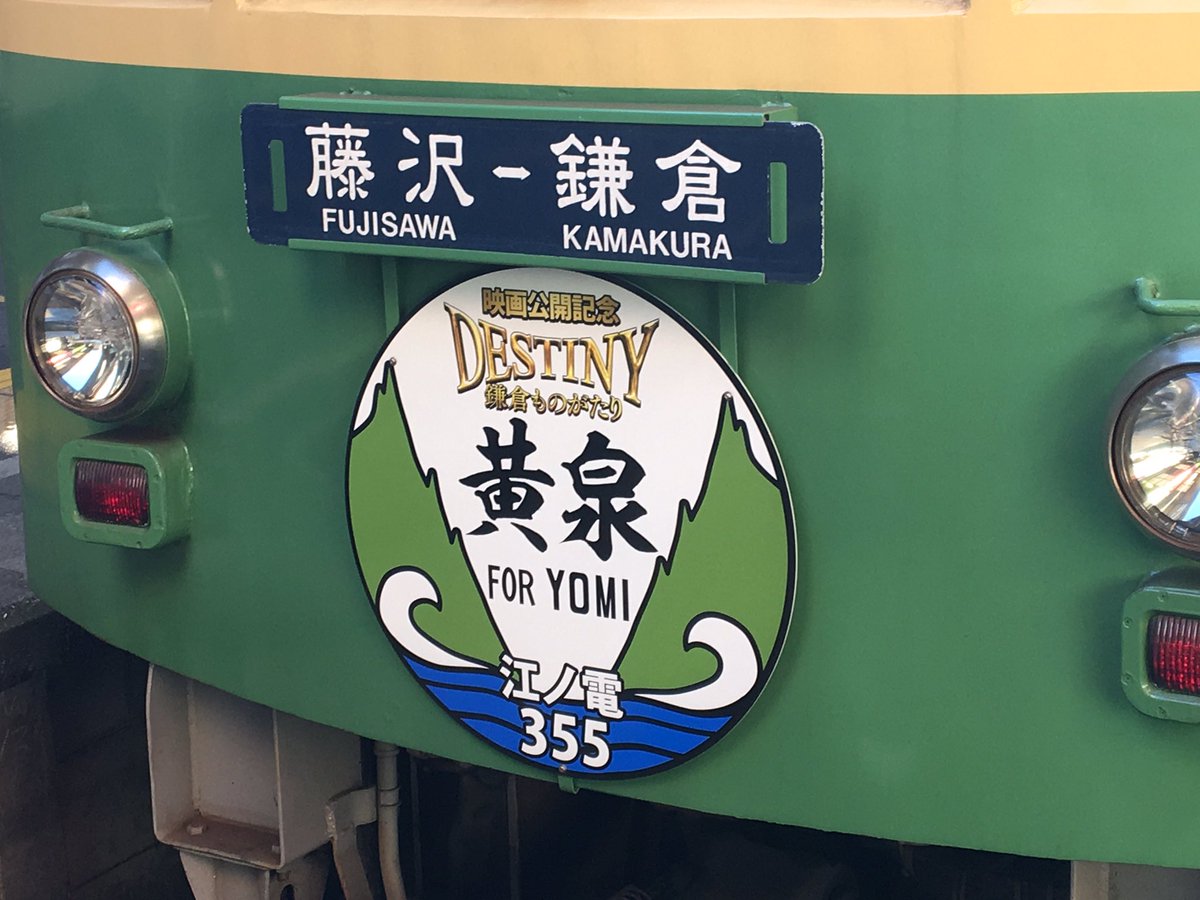 藤沢ー鎌倉
FUJISAWA KAMAKURA
映画公開記念
DESTINY
鎌倉ものがたり
黄泉
FOR YOMI
江ノ電
355